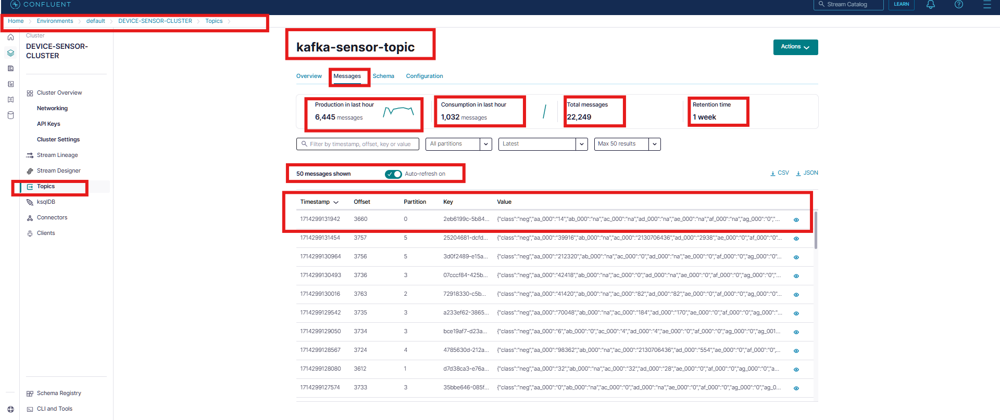 CONFLUENT
Stream Catalog
LEARN
Home
Environments
default
DEVICE-SENSOR-CLUSTER
Topics
Cluster
DEVICE-SENSOR-
CLUSTER
Cluster Overview
Networking
API Keys
Cluster Settings
Stream Lineage
Stream Designer
Topics
ksqlDB
Connectors
Clients
Schema Registry
CLI and Tools
kafka-sensor-topic
Actions
Overview Messages Schema Configuration
Production in last hour
6,445 messages
Consumption in last hour
1,032 messages
Total messages
22,249
Retention time
1 week
Filter by timestamp, offset, key or value
All partitions
Latest
Max 50 results
50 messages shown
Auto-refresh on
CSV JSON
Timestamp Offset Partition Key Value
1714299131942 3660 0 2eb6199c-5b84... {"class":"neg","aa_000":"14","ab_000":"na","ac_000":"na","ad_000":"na","ae_000":"na","af_000":"na","ag_000":"0","...
1714299131454 3757 5 25204681-dcfd... {"class":"neg","aa_000":"39916","ab_000":"na","ac_000":"2130706436","ad_000":"2938","ae_000":"0","af_000":"0"...
1714299130964 3756 5 3d0f2489-e15a... {"class":"neg","aa_000":"212320","ab_000":"na","ac_000":"0","ad_000":"na","ae_000":"0","af_000":"0","ag_000":"0"...
1714299130493 3736 3 07cccf84-425b... {"class":"neg","aa_000":"42418","ab_000":"na","ac_000":"0","ad_000":"na","ae_000":"0","af_000":"0","ag_000":"0","...
1714299130016 3763 2 72918330-c5b... {"class":"neg","aa_000":"41420","ab_000":"na","ac_000":"82","ad_000":"82","ae_000":"0","af_000":"0","ag_000":"0"...
1714299129542 3735 3 a233ef62-3865... {"class":"neg","aa_000":"70048","ab_000":"na","ac_000":"184","ad_000":"170","ae_000":"0","af_000":"0","ag_000":"...
1714299129050 3734 3 bce19af7-d23a... {"class":"neg","aa_000":"6","ab_000":"0","ac_000":"4","ad_000":"4","ae_000":"0","af_000":"0","ag_000":"0","ag_001...
1714299128567 3724 4 4785630d-212a... {"class":"neg","aa_000":"98362","ab_000":"na","ac_000":"2130706436","ad_000":"554","ae_000":"0","af_000":"0",...
1714299128080 3612 1 d7d38ca3-e76a... {"class":"neg","aa_000":"32","ab_000":"na","ac_000":"32","ad_000":"28","ae_000":"0","af_000":"0","ag_000":"0","a...
1714299127574 3733 3 35bbe646-085f... {"class":"neg","aa_000":"0","ab_000":"na","ac_000":"0","ad_000":"na","ae_000":"0","af_000":"0","ag_000":"0","ag_0...